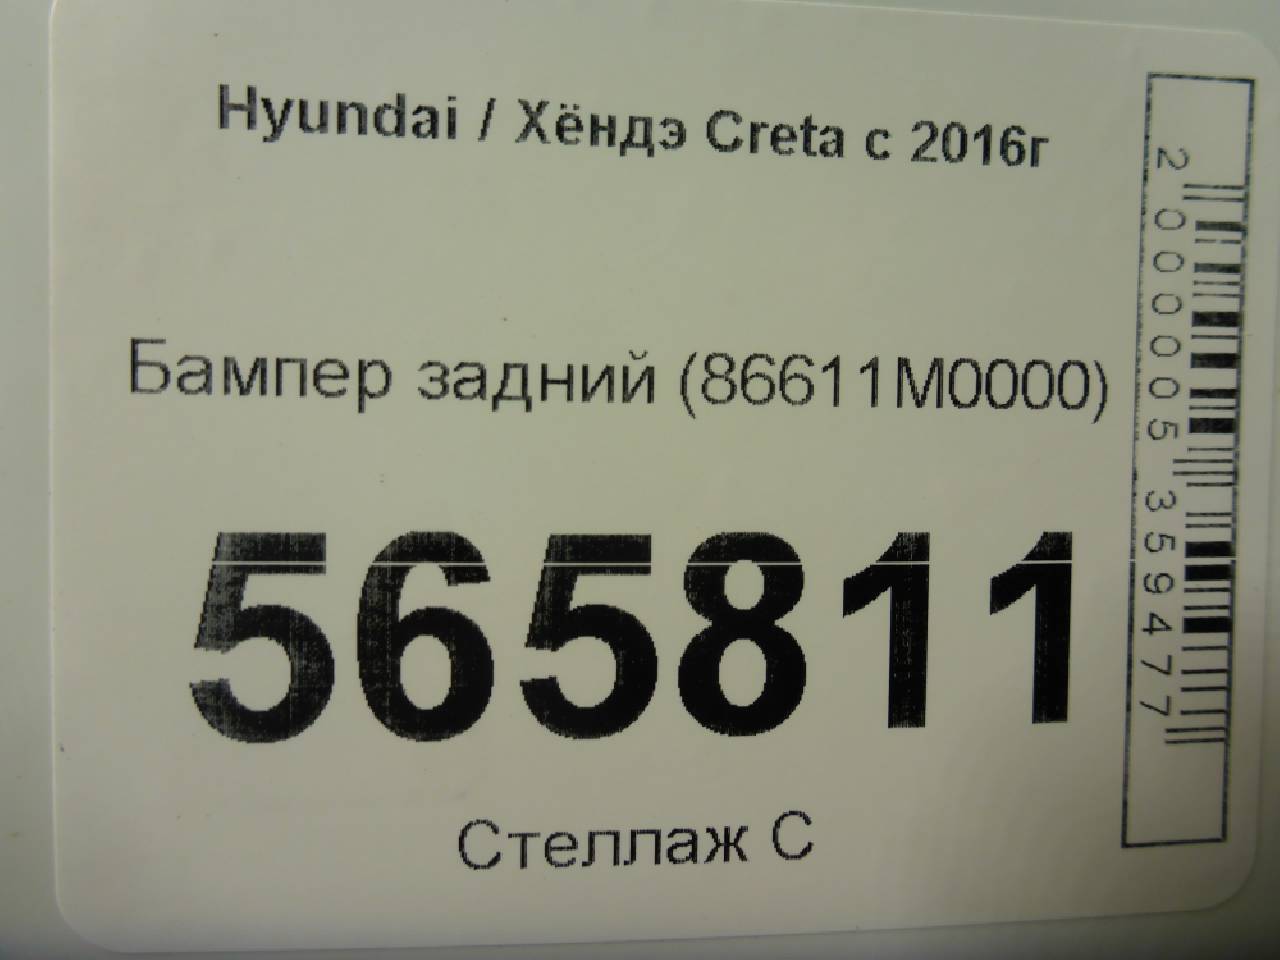 Hyundai / Хёндэ Creta с 2016г
Бампер задний (86611M0000)
565811
Стеллаж С
2000005359477